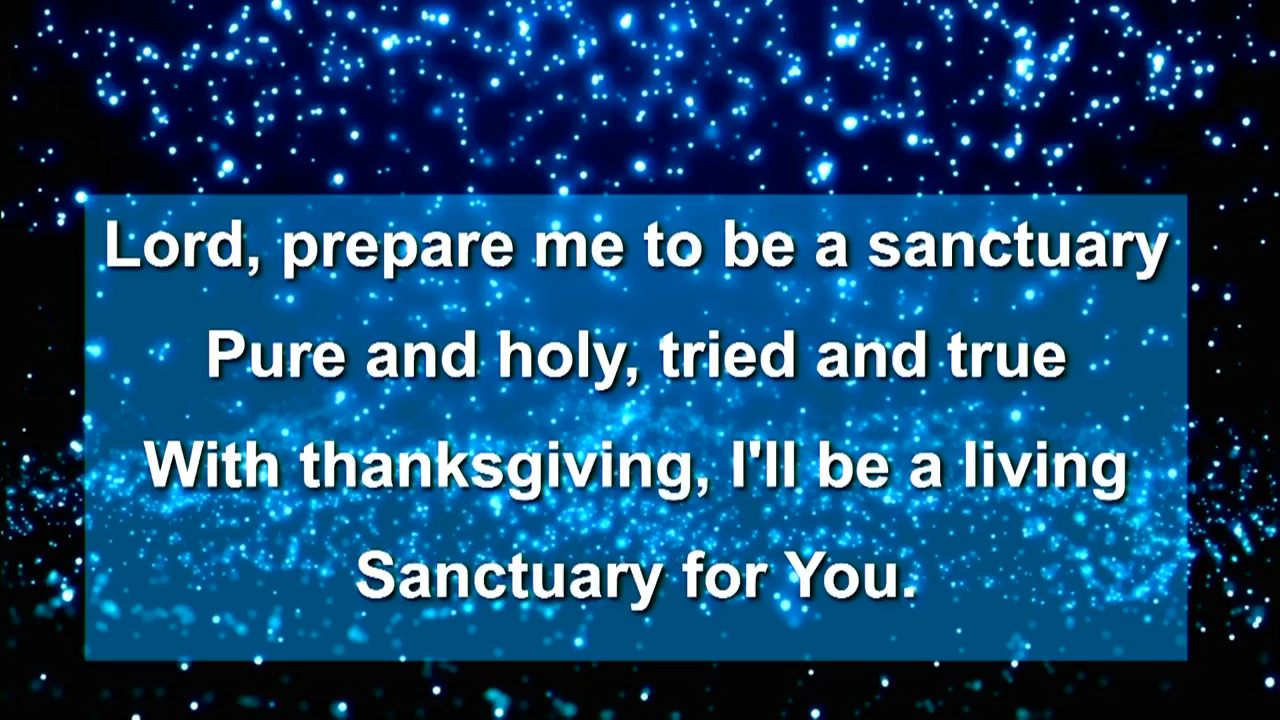 Lord, prepare me to be a sanctuary
Pure and holy, tried and true
With thanksgiving, I'll be a living
Sanctuary for You.